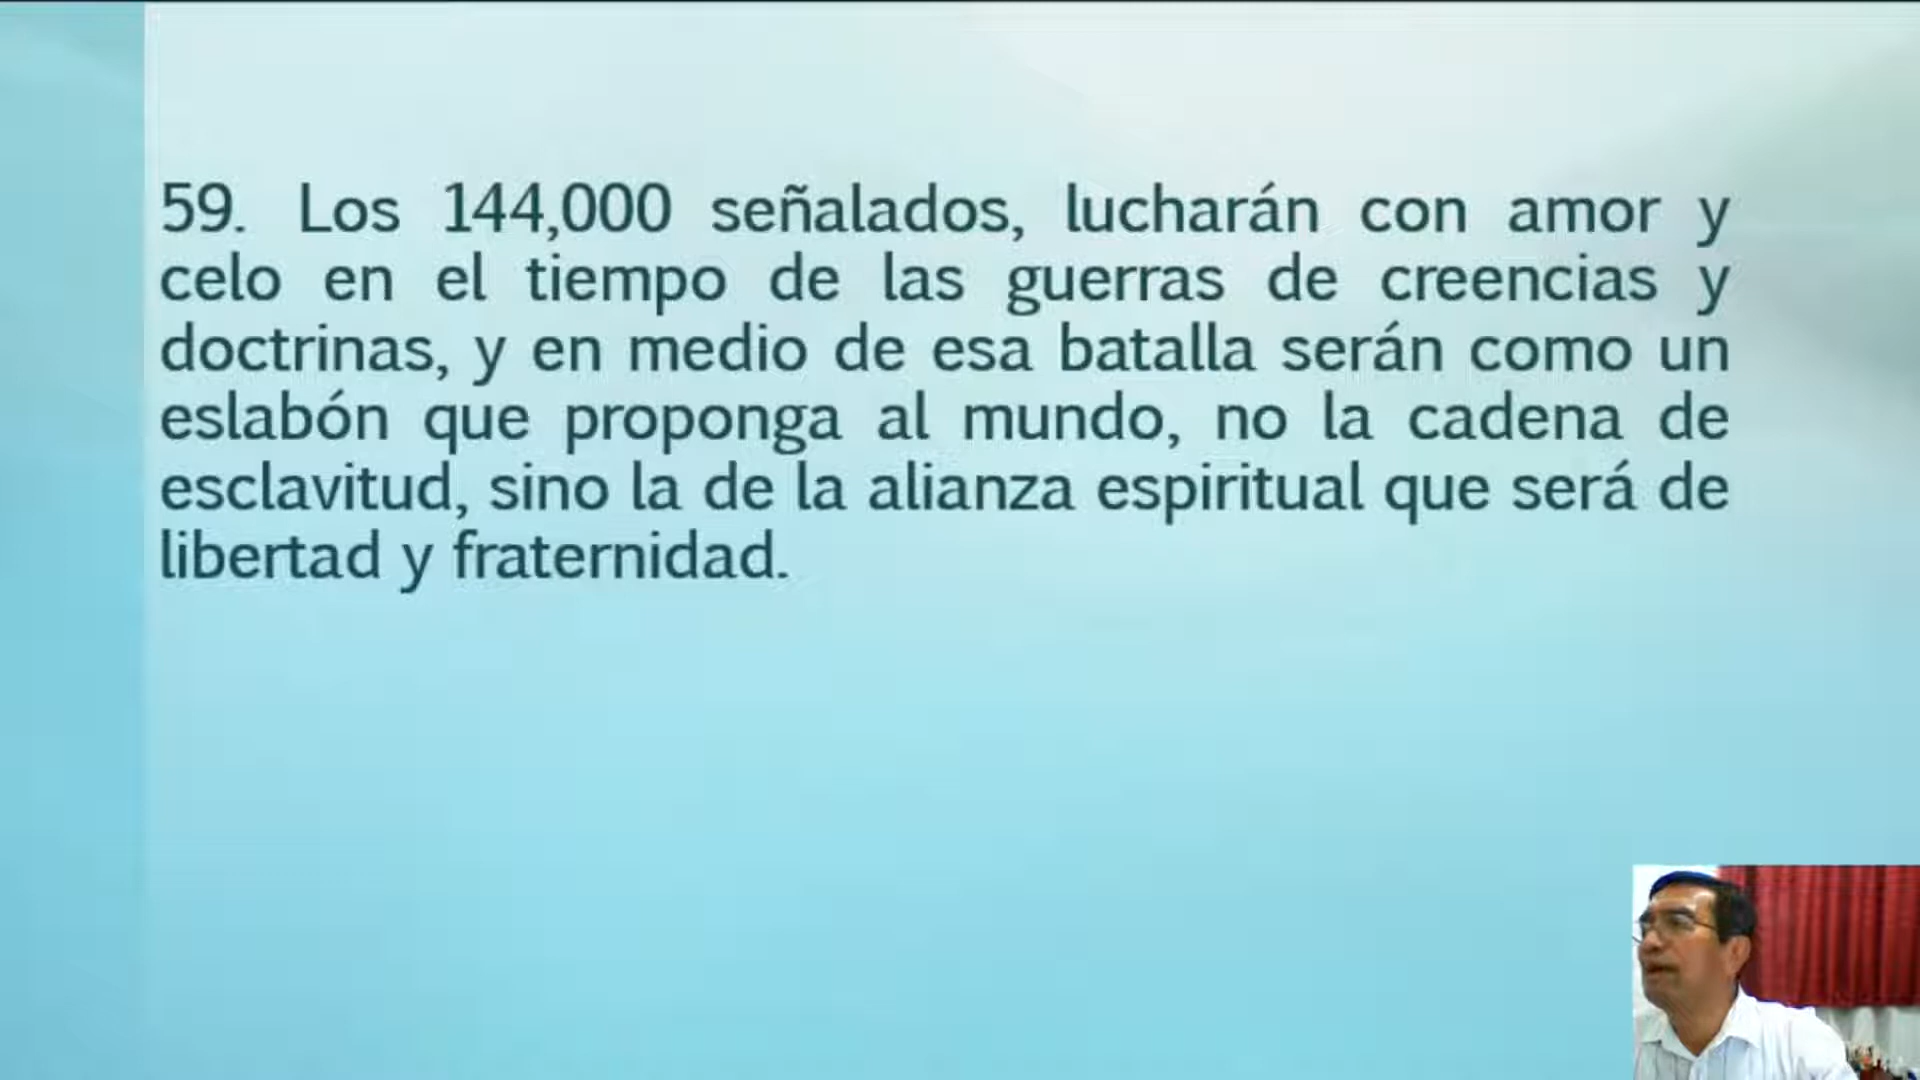 59. Los 144,000 señalados, lucharán con amor y
celo en el tiempo de las guerras de creencias y
doctrinas, y en medio de esa batalla serán como un
eslabón que proponga al mundo, no la cadena de
esclavitud, sino la de la alianza espiritual que será de
libertad y fraternidad.